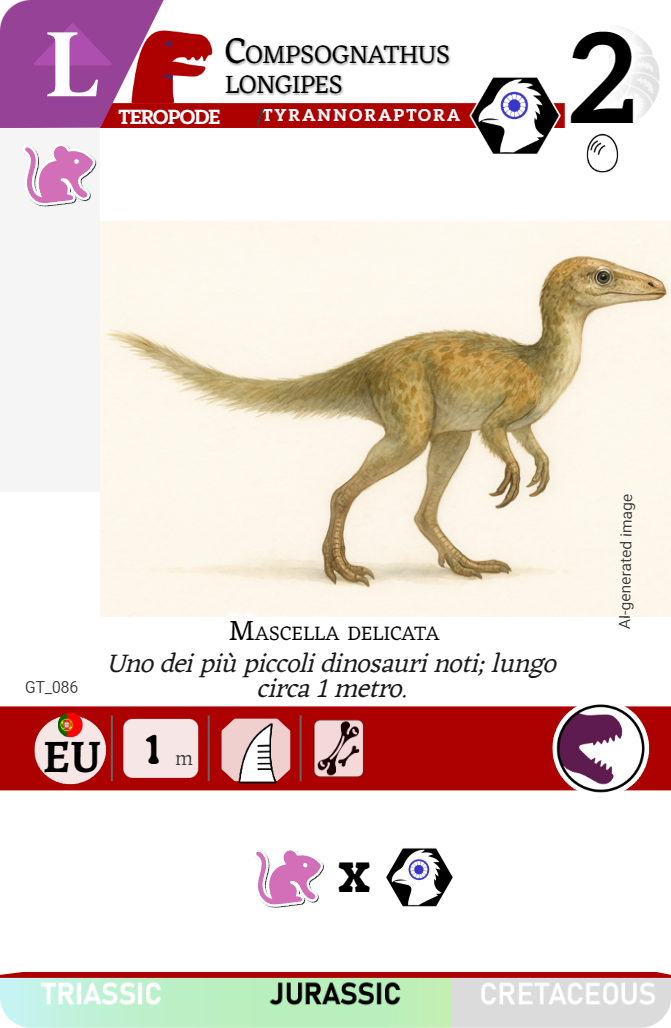 L
Compsognathus
longipes
2
TEROPODE / TYRANNORAPTORA
AI-generated image
Mascella delicata
Uno dei più piccoli dinosauri noti; lungo
circa 1 metro.
GT_086
EU
1 m
x
TRIASSIC JURASSIC CRETACEOUS